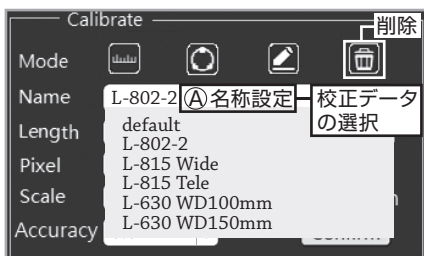 Calibrate
削除
Mode
Name L-802-2 Ⓐ名称設定 校正データ
の選択
default
Length
L-802-2
L-815 Wide
Pixel
L-815 Tele
Scale
L-630 WD100mm
L-630 WD150mm
Accuracy